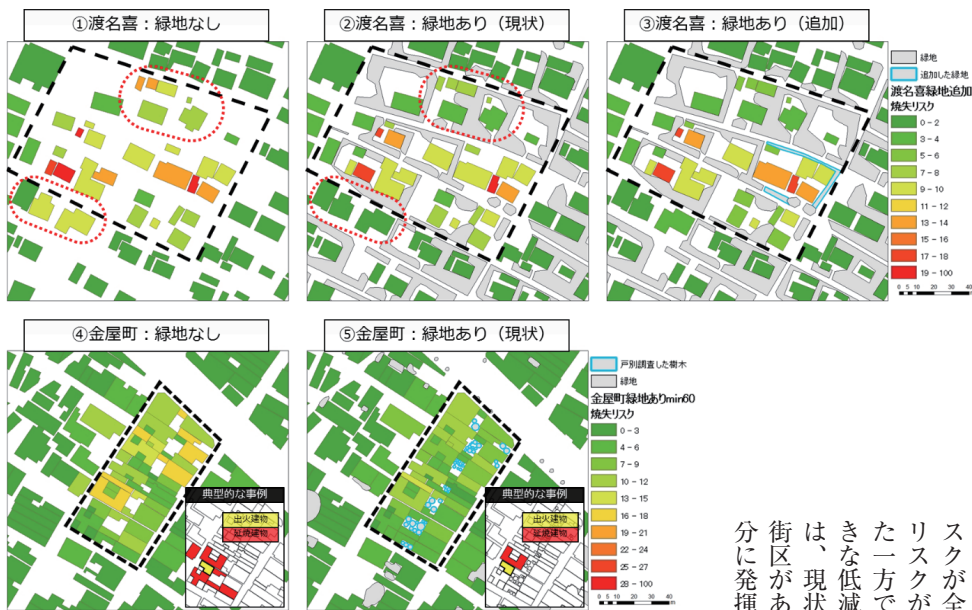 ①渡名喜：緑地なし
②渡名喜：緑地あり（現状）
③渡名喜：緑地あり（追加）
緑地
追加した緑地
渡名喜緑地追加
焼失リスク
0 - 2
3 - 4
5 - 6
7 - 8
9 - 10
11 - 12
13 - 14
15 - 16
17 - 18
19 - 100
0 5 10 20 30 40
④金屋町：緑地なし
典型的な事例
出火建物
延焼建物
⑤金屋町：緑地あり（現状）
典型的な事例
出火建物
延焼建物
戸別調査した樹木
緑地
金屋町緑地ありmin60
焼失リスク
0 - 3
4 - 6
7 - 9
10 - 12
13 - 15
16 - 18
19 - 21
22 - 24
25 - 27
28 - 100
0 5 10 20 30 40 m
スクが全
リスクが
た一方で
きな低減
は、現状
街区があ
分に発揮